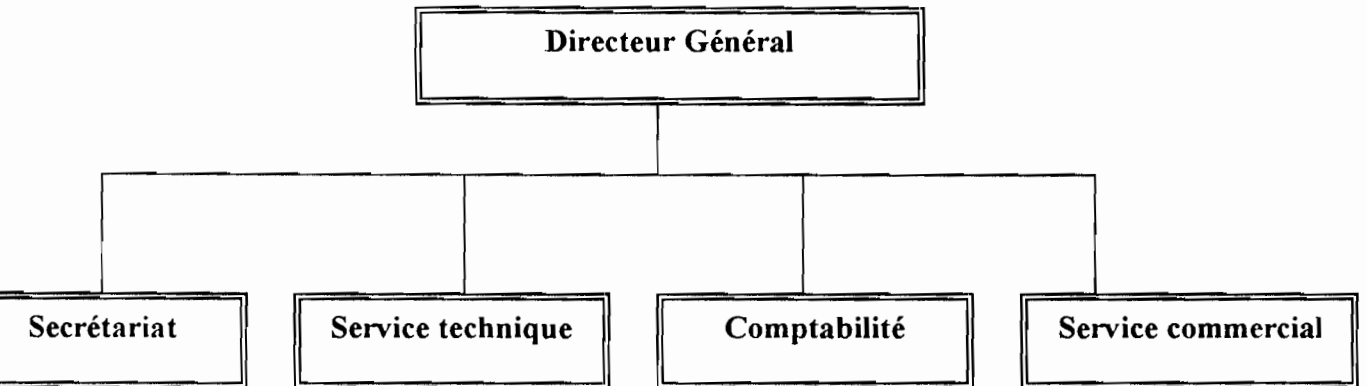 Directeur Général
Secrétariat
Service technique
Comptabilité
Service commercial